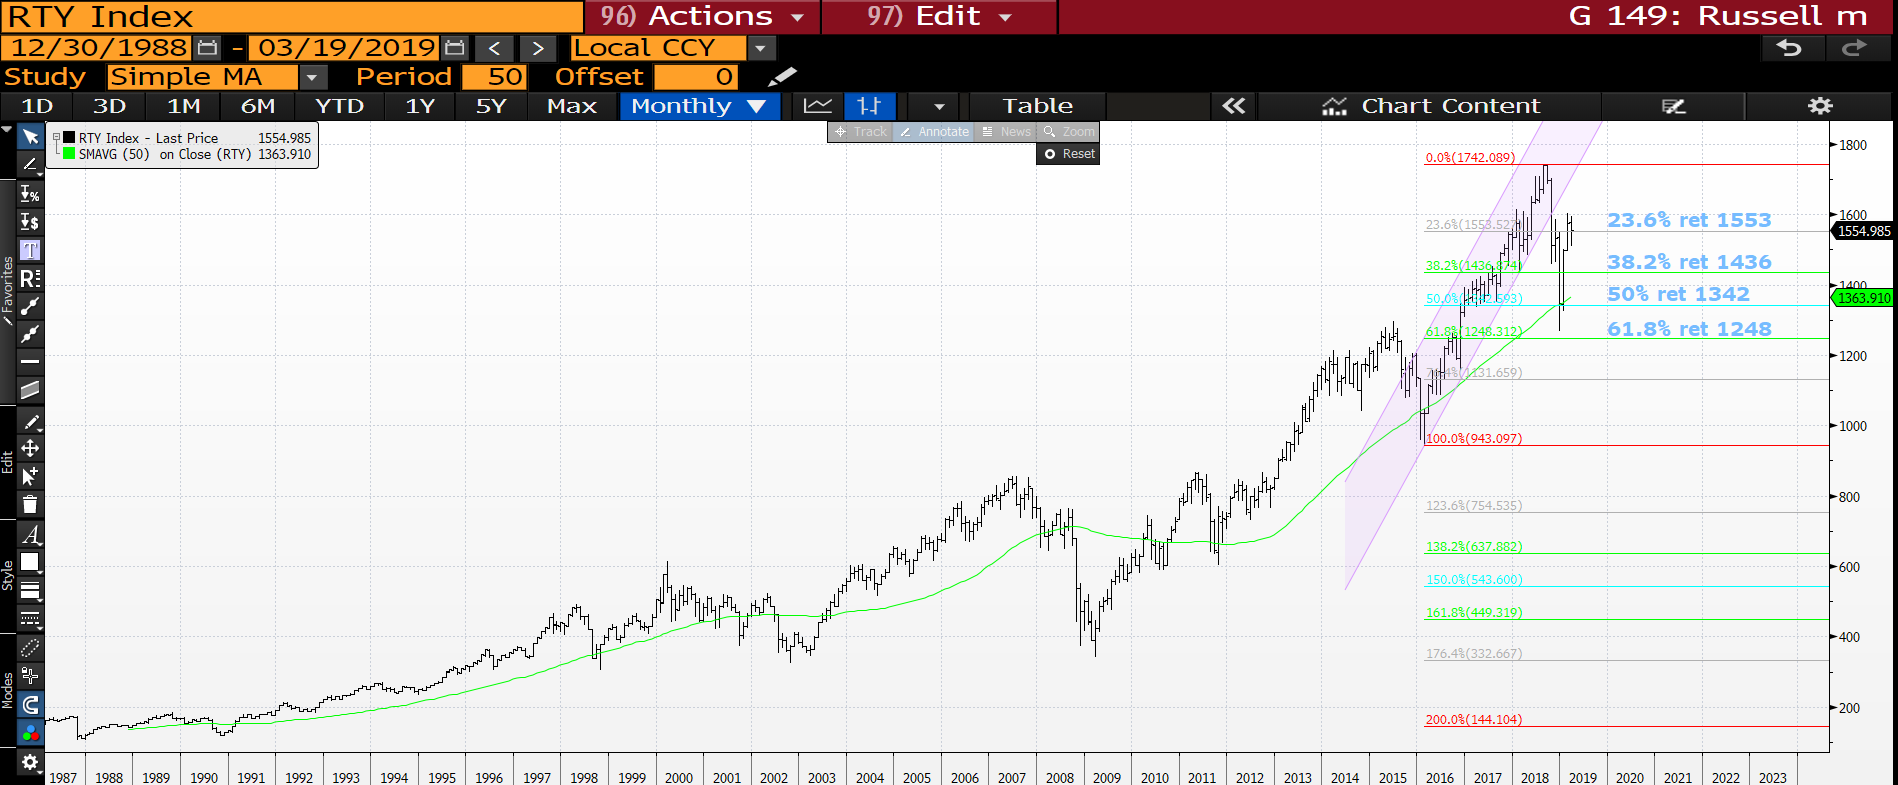 RTY Index 96) Actions 97) Edit G 149: Russell m
12/30/1988 - 03/19/2019 < > Local CCY
Study Simple MA Period 50 Offset 0
1D 3D 1M 6M YTD 1Y 5Y Max Monthly ▼ Table « Chart Content
RTY Index - Last Price 1554.985
SMAVG (50) on Close (RTY) 1363.910
Track Annotate News Zoom
Reset
Favorites
Edit
Style
Modes
%
$
T
R
A
0.0%(1742.089)
23.6%(1553.527)
38.2%(1436.874)
50.0%(1342.593)
61.8%(1248.312)
76.4%(1131.659)
100.0%(943.097)
123.6%(754.535)
138.2%(637.882)
150.0%(543.600)
161.8%(449.319)
176.4%(332.667)
200.0%(144.104)
23.6% ret 1553
38.2% ret 1436
50% ret 1342
61.8% ret 1248
1800
1600
1554.985
1400
1363.910
1200
1000
800
600
400
200
1987 1988 1989 1990 1991 1992 1993 1994 1995 1996 1997 1998 1999 2000 2001 2002 2003 2004 2005 2006 2007 2008 2009 2010 2011 2012 2013 2014 2015 2016 2017 2018 2019 2020 2021 2022 2023